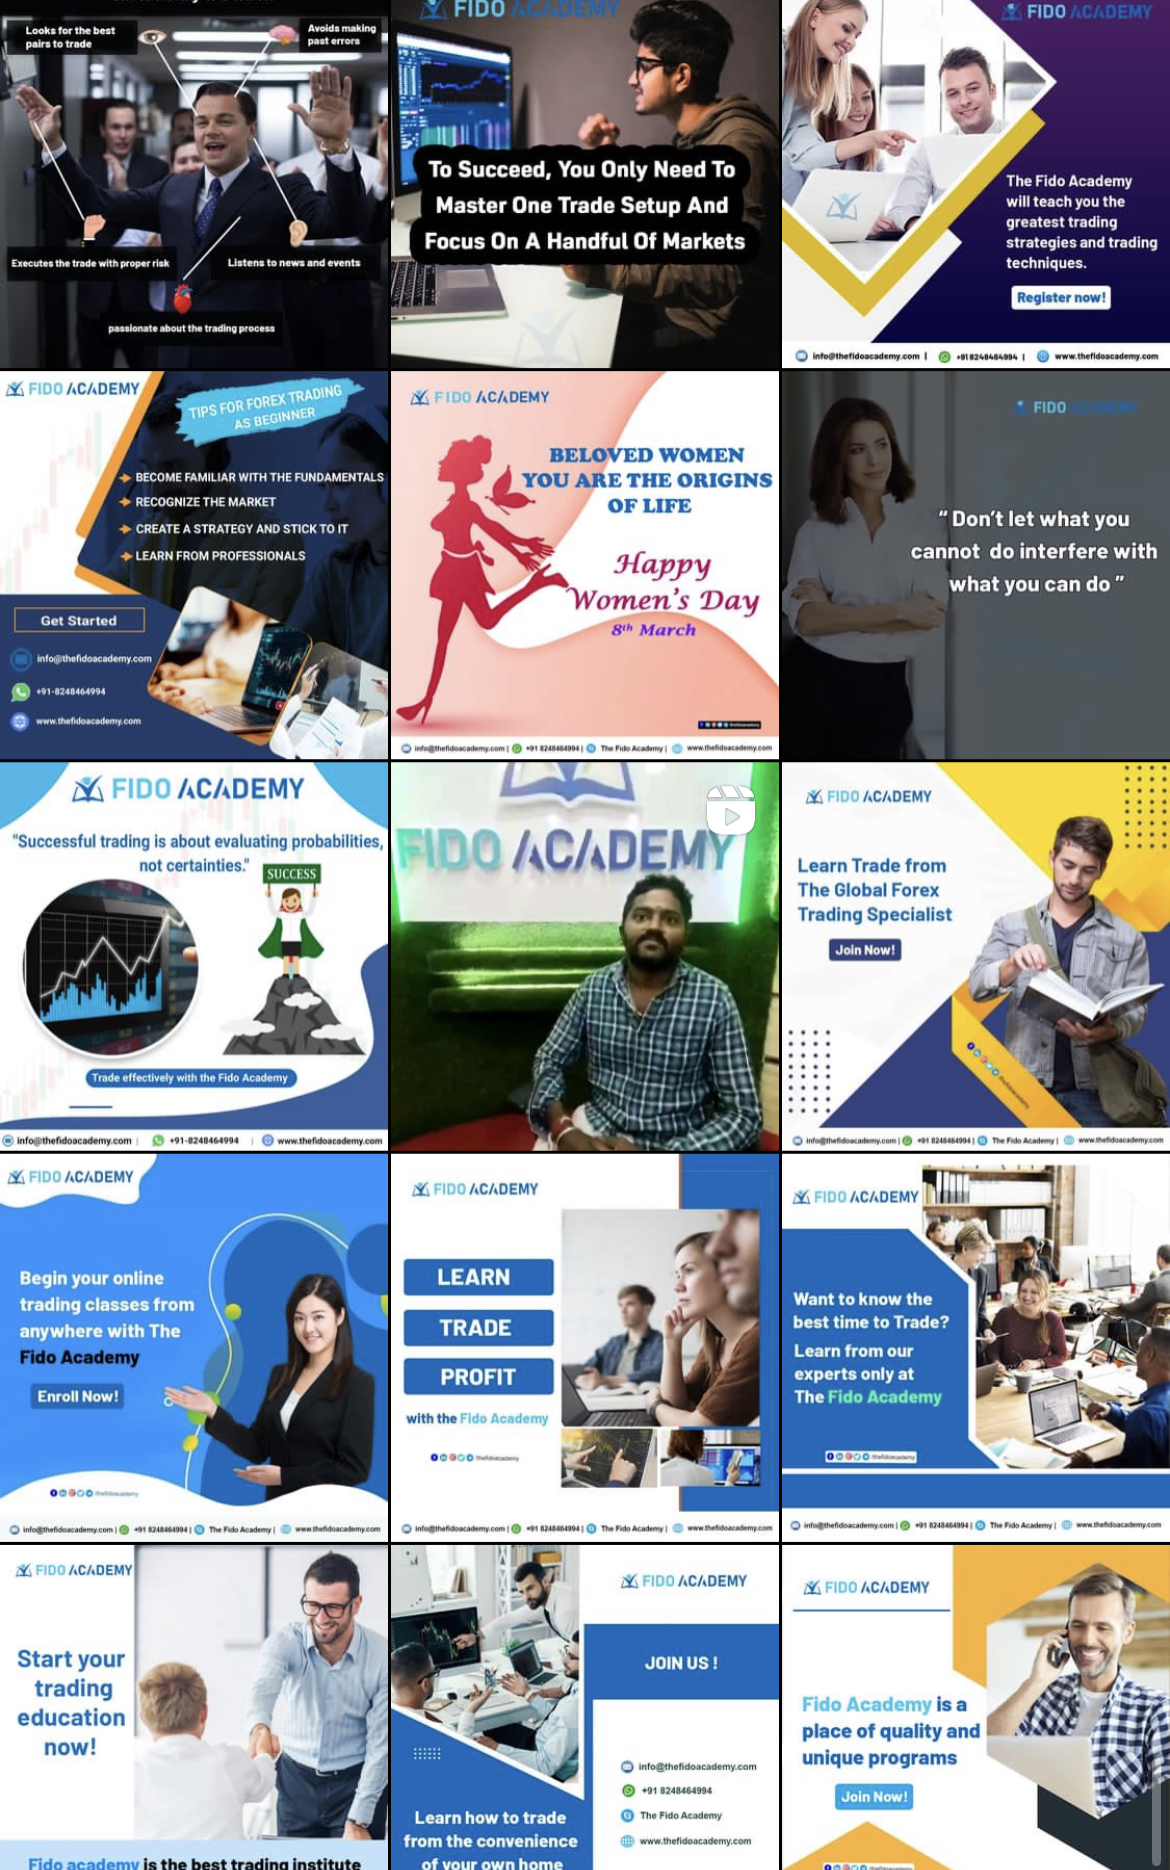 Looks for the best
pairs to trade
Avoids making
past errors
Executes the trade with proper risk
Listens to news and events
passionate about the trading process
FIDO ACADEMY
To Succeed, You Only Need To
Master One Trade Setup And
Focus On A Handful Of Markets
FIDO ACADEMY
The Fido Academy
will teach you the
greatest trading
strategies and trading
techniques.
Register now!
info@thefidoacademy.com | +918248464994 | www.thefidoacademy.com
FIDO ACADEMY
TIPS FOR FOREX TRADING
AS BEGINNER
BECOME FAMILIAR WITH THE FUNDAMENTALS
RECOGNIZE THE MARKET
CREATE A STRATEGY AND STICK TO IT
LEARN FROM PROFESSIONALS
Get Started
info@thefidoacademy.com
+91-8248464994
www.thefidoacademy.com
FIDO ACADEMY
BELOVED WOMEN
YOU ARE THE ORIGINS
OF LIFE
Happy
Women's Day
8th March
info@thefidoacademy.com | +91 8248464994 | The Fido Academy | www.thefidoacademy.com
FIDO ACADEMY
“ Don’t let what you
cannot do interfere with
what you can do ”
FIDO ACADEMY
"Successful trading is about evaluating probabilities,
not certainties."
SUCCESS
Trade effectively with the Fido Academy
info@thefidoacademy.com | +91-8248464994 | www.thefidoacademy.com
FIDO ACADEMY
FIDO ACADEMY
Learn Trade from
The Global Forex
Trading Specialist
Join Now!
/thefidoacademy
info@thefidoacademy.com | +91 8248464994 | The Fido Academy | www.thefidoacademy.com
FIDO ACADEMY
Begin your online
trading classes from
anywhere with The
Fido Academy
Enroll Now!
/thefidoacademy
info@thefidoacademy.com | +91 8248464994 | The Fido Academy | www.thefidoacademy.com
FIDO ACADEMY
LEARN
TRADE
PROFIT
with the Fido Academy
/thefidoacademy
info@thefidoacademy.com | +91 8248464994 | The Fido Academy | www.thefidoacademy.com
FIDO ACADEMY
Want to know the
best time to Trade?
Learn from our
experts only at
The Fido Academy
/thefidoacademy
info@thefidoacademy.com | +91 8248464994 | The Fido Academy | www.thefidoacademy.com
FIDO ACADEMY
Start your
trading
education
now!
Fido academy is the best trading institute
FIDO ACADEMY
JOIN US !
info@thefidoacademy.com
+91 8248464994
The Fido Academy
www.thefidoacademy.com
Learn how to trade
from the convenience
of your own home
FIDO ACADEMY
Fido Academy is a
place of quality and
unique programs
Join Now!
/thefidoacademy